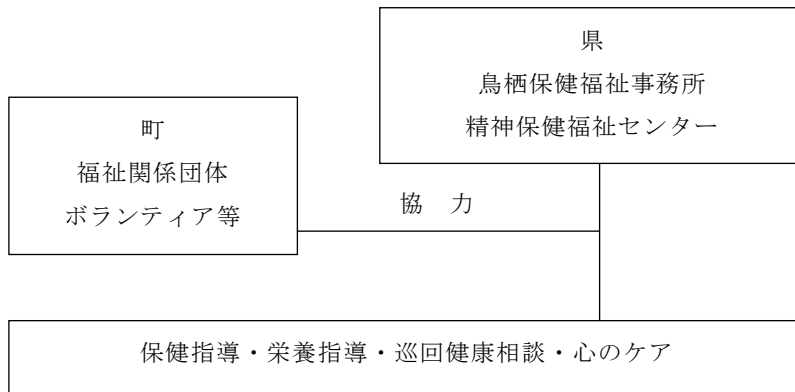 県
鳥栖保健福祉事務所
精神保健福祉センター
町
福祉関係団体
ボランティア等
協　力
保健指導・栄養指導・巡回健康相談・心のケア